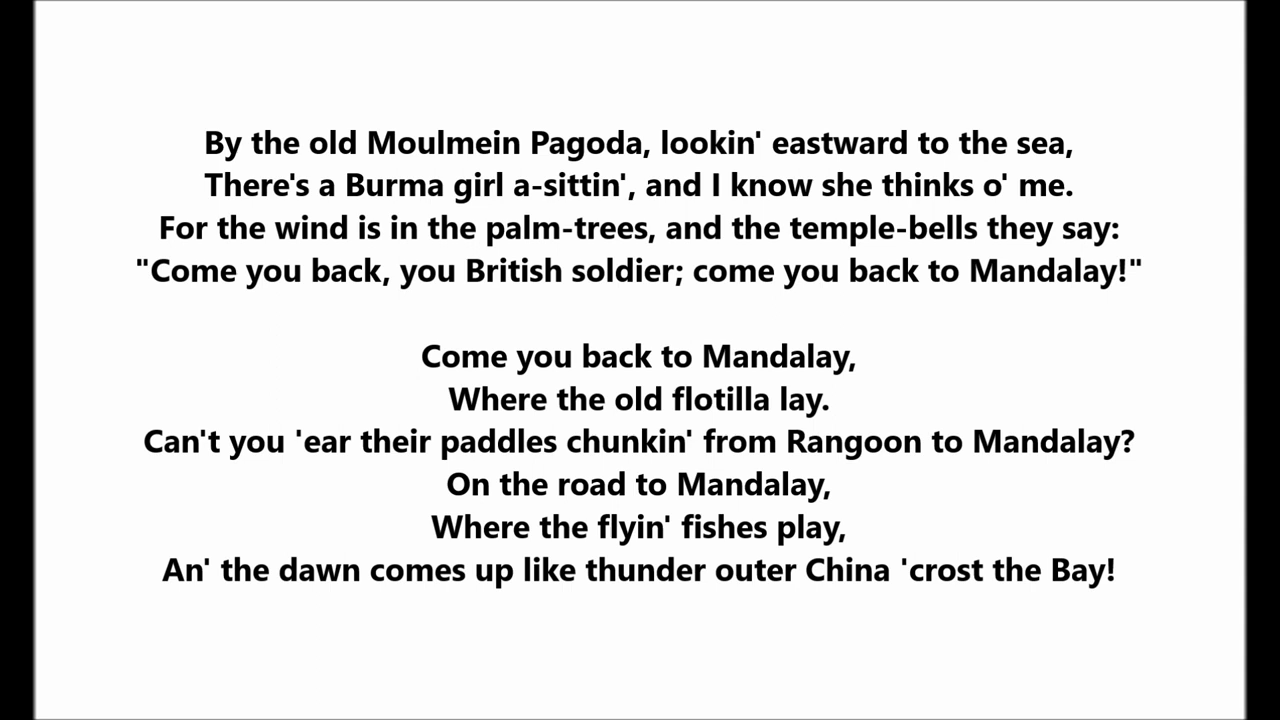 By the old Moulmein Pagoda, lookin' eastward to the sea,
There's a Burma girl a-sittin', and I know she thinks o' me.
For the wind is in the palm-trees, and the temple-bells they say:
"Come you back, you British soldier; come you back to Mandalay!"
Come you back to Mandalay,
Where the old flotilla lay.
Can't you 'ear their paddles chunkin' from Rangoon to Mandalay?
On the road to Mandalay,
Where the flyin' fishes play,
An' the dawn comes up like thunder outer China 'crost the Bay!